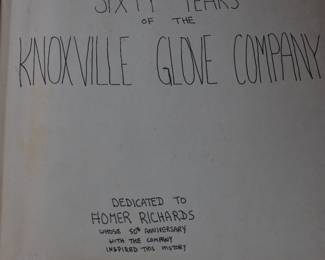 SIXTY YEARS
OF THE
KNOXVILLE GLOVE COMPANY
DEDICATED TO
HOMER RICHARDS
WHOSE 50th ANNIVERSARY
WITH THE COMPANY
INSPIRED THIS HISTORY